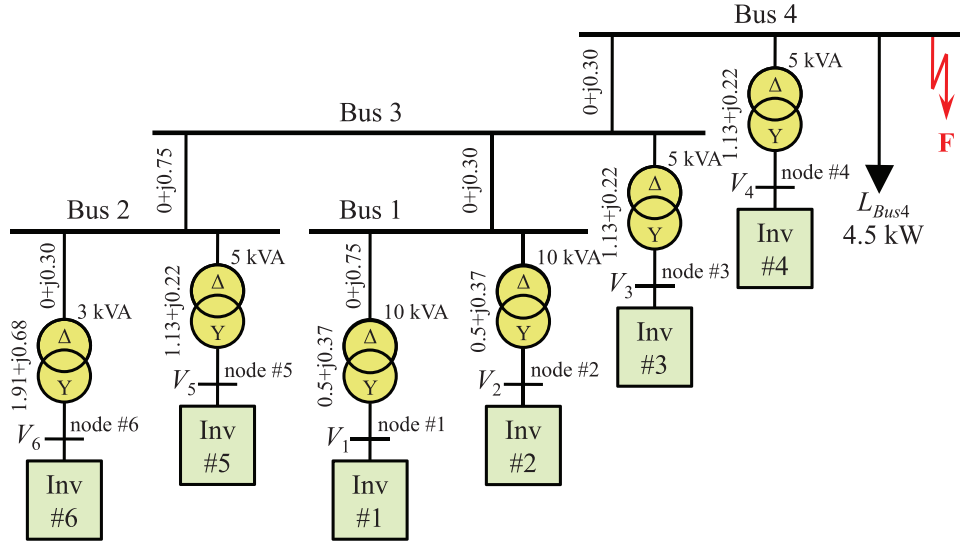 Bus 4
0+j0.30
5 kVA
Δ
Y
1.13+j0.22
node #4
V4
Inv
#4
L_Bus4
4.5 kW
F
Bus 3
0+j0.75
0+j0.30
5 kVA
Δ
Y
1.13+j0.22
node #3
V3
Inv
#3
Bus 2
0+j0.30
3 kVA
Δ
Y
1.91+j0.68
node #6
V6
Inv
#6
5 kVA
Δ
Y
1.13+j0.22
node #5
V5
Inv
#5
Bus 1
0+j0.75
10 kVA
Δ
Y
0.5+j0.37
node #1
V1
Inv
#1
10 kVA
Δ
Y
0.5+j0.37
node #2
V2
Inv
#2